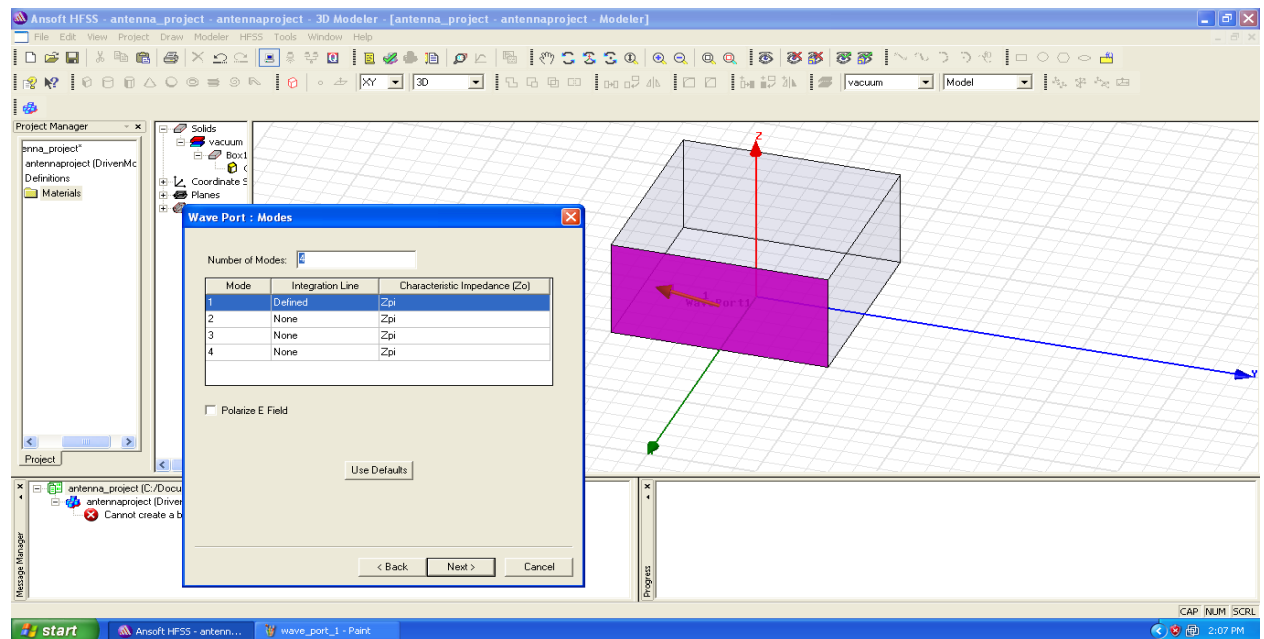 Ansoft HFSS - antenna_project - antennaproject - 3D Modeler - [antenna_project - antennaproject - Modeler]
File Edit View Project Draw Modeler HFSS Tools Window Help
XY 3D vacuum Model
Project Manager
enna_project*
antennaproject (DrivenMc
Definitions
Materials
Project
Solids
vacuum
Box1
Coordinate S
Planes
Wave Port : Modes
Number of Modes: 4
Mode Integration Line Characteristic Impedance (Zo)
1 Defined Zpi
2 None Zpi
3 None Zpi
4 None Zpi
Polarize E Field
Use Defaults
< Back Next > Cancel
Z
1
Wave Port1
Y
antenna_project (C:/Docu
antennaproject (Driver
Cannot create a b
Message Manager
Progress
CAP NUM SCRL
start Ansoft HFSS - antenn... wave_port_1 - Paint 2:07 PM